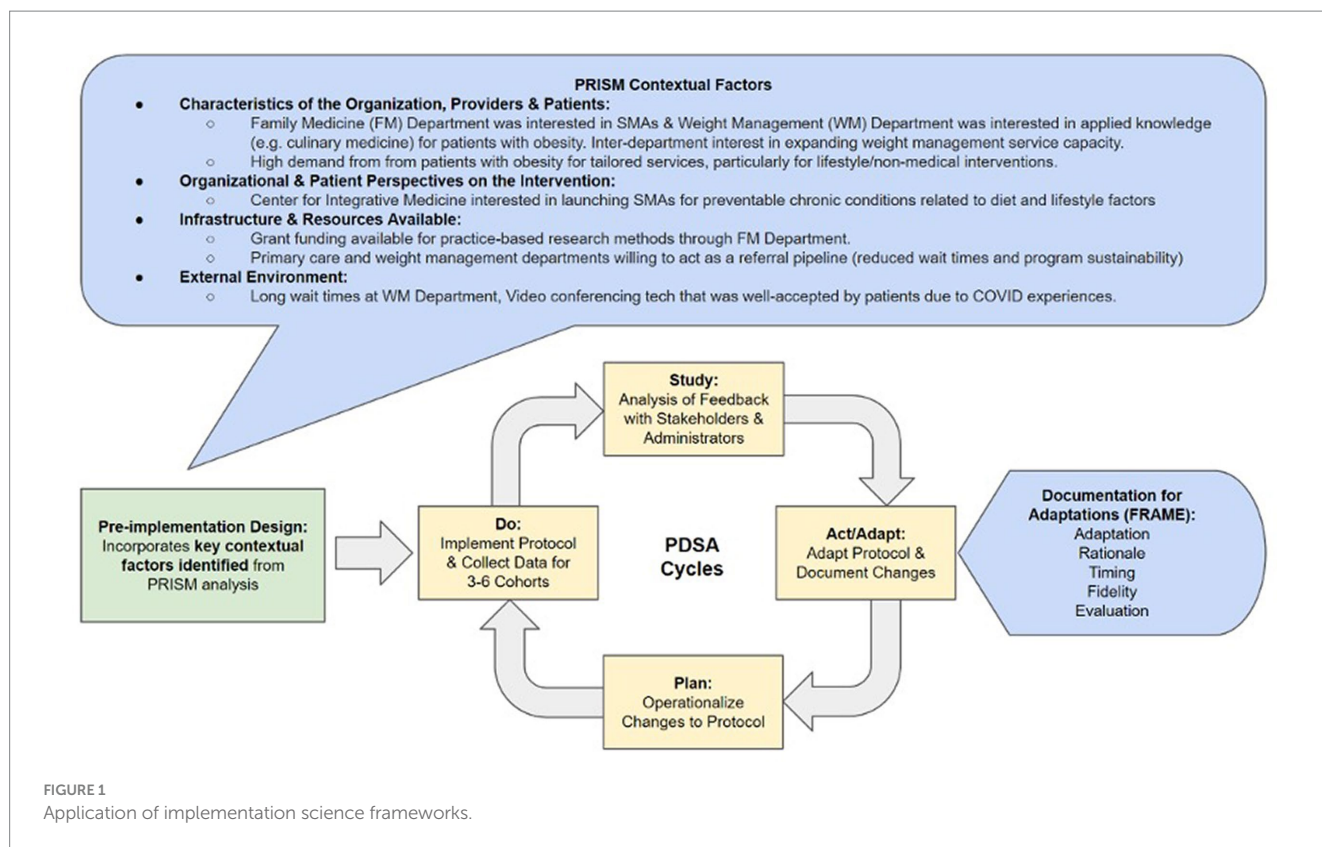 PRISM Contextual Factors
● Characteristics of the Organization, Providers & Patients:
○ Family Medicine (FM) Department was interested in SMAs & Weight Management (WM) Department was interested in applied knowledge
(e.g. culinary medicine) for patients with obesity. Inter-department interest in expanding weight management service capacity.
○ High demand from from patients with obesity for tailored services, particularly for lifestyle/non-medical interventions.
● Organizational & Patient Perspectives on the Intervention:
○ Center for Integrative Medicine interested in launching SMAs for preventable chronic conditions related to diet and lifestyle factors
● Infrastructure & Resources Available:
○ Grant funding available for practice-based research methods through FM Department.
○ Primary care and weight management departments willing to act as a referral pipeline (reduced wait times and program sustainability)
● External Environment:
○ Long wait times at WM Department, Video conferencing tech that was well-accepted by patients due to COVID experiences.
Pre-implementation Design:
Incorporates key contextual
factors identified from
PRISM analysis
Do:
Implement Protocol
& Collect Data for
3-6 Cohorts
Study:
Analysis of Feedback
with Stakeholders &
Administrators
PDSA
Cycles
Act/Adapt:
Adapt Protocol &
Document Changes
Plan:
Operationalize
Changes to Protocol
Documentation for
Adaptations (FRAME):
Adaptation
Rationale
Timing
Fidelity
Evaluation
FIGURE 1
Application of implementation science frameworks.